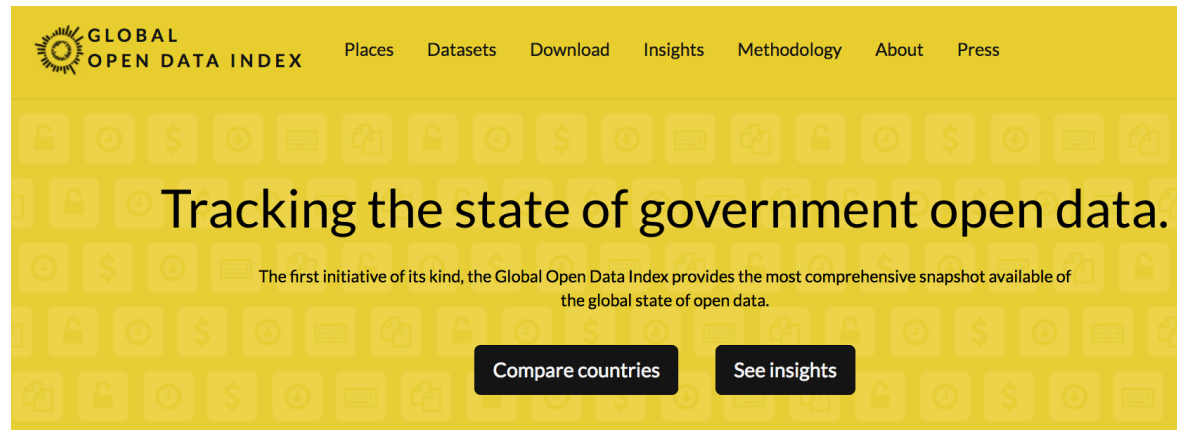 GLOBAL
OPEN DATA INDEX
Places Datasets Download Insights Methodology About Press
Tracking the state of government open data.
The first initiative of its kind, the Global Open Data Index provides the most comprehensive snapshot available of
the global state of open data.
Compare countries See insights